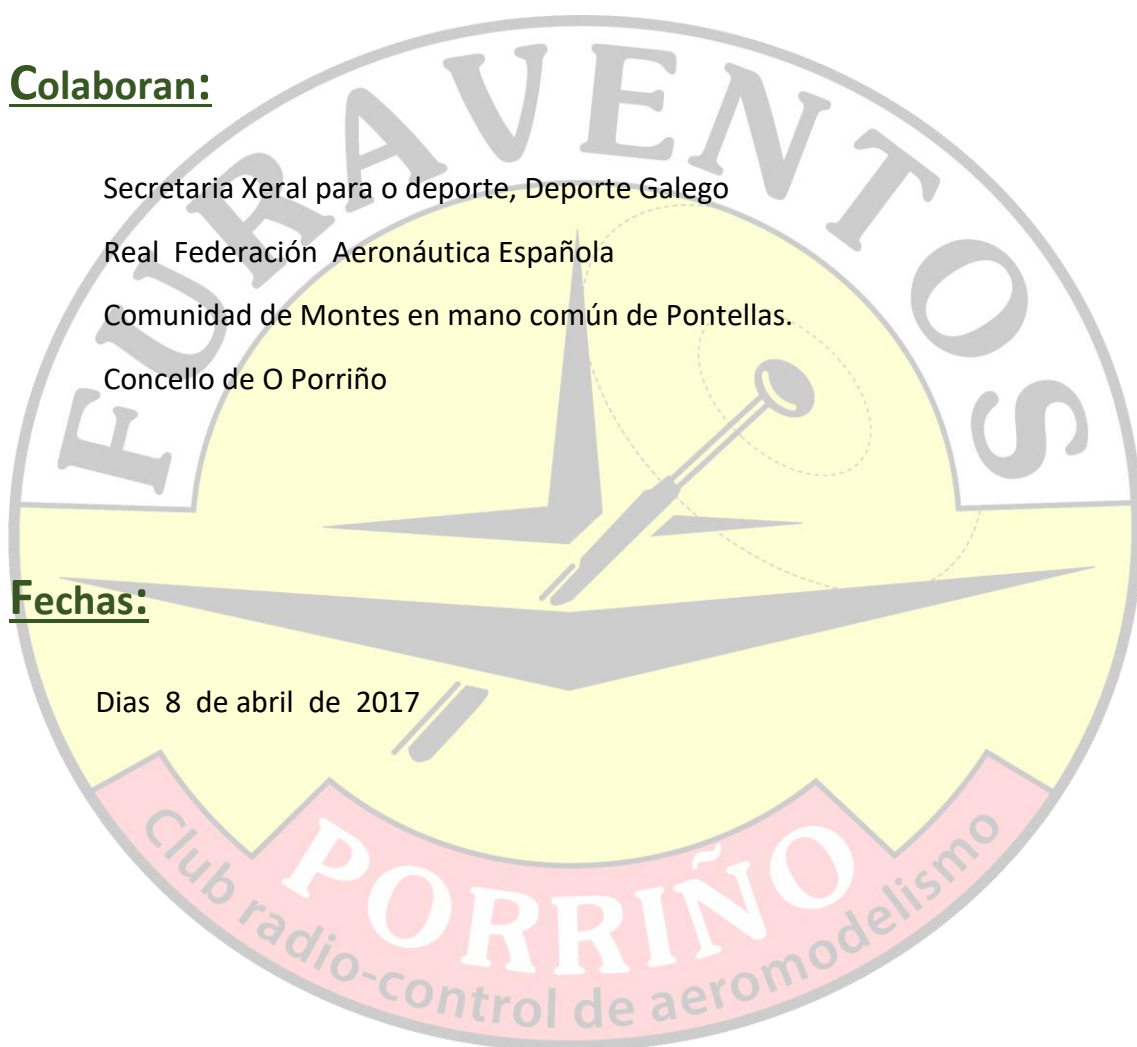 FURAVENTOS
Colaboran:
Secretaria Xeral para o deporte, Deporte Galego
Real Federación Aeronáutica Española
Comunidad de Montes en mano común de Pontellas.
Concello de O Porriño
Fechas:
Dias 8 de abril de 2017
PORRIÑO
Club radio-control de aeromodelismo